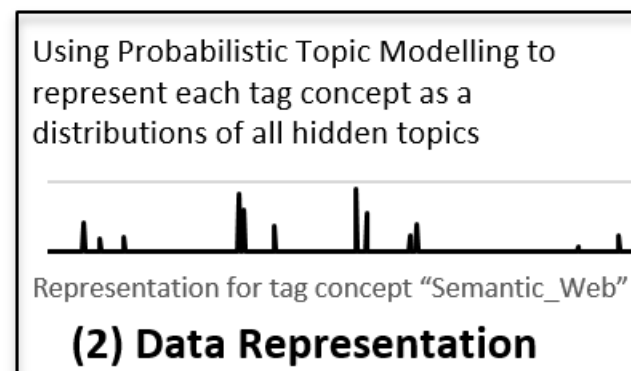 Using Probabilistic Topic Modelling to
represent each tag concept as a
distributions of all hidden topics
Representation for tag concept “Semantic_Web”
(2) Data Representation